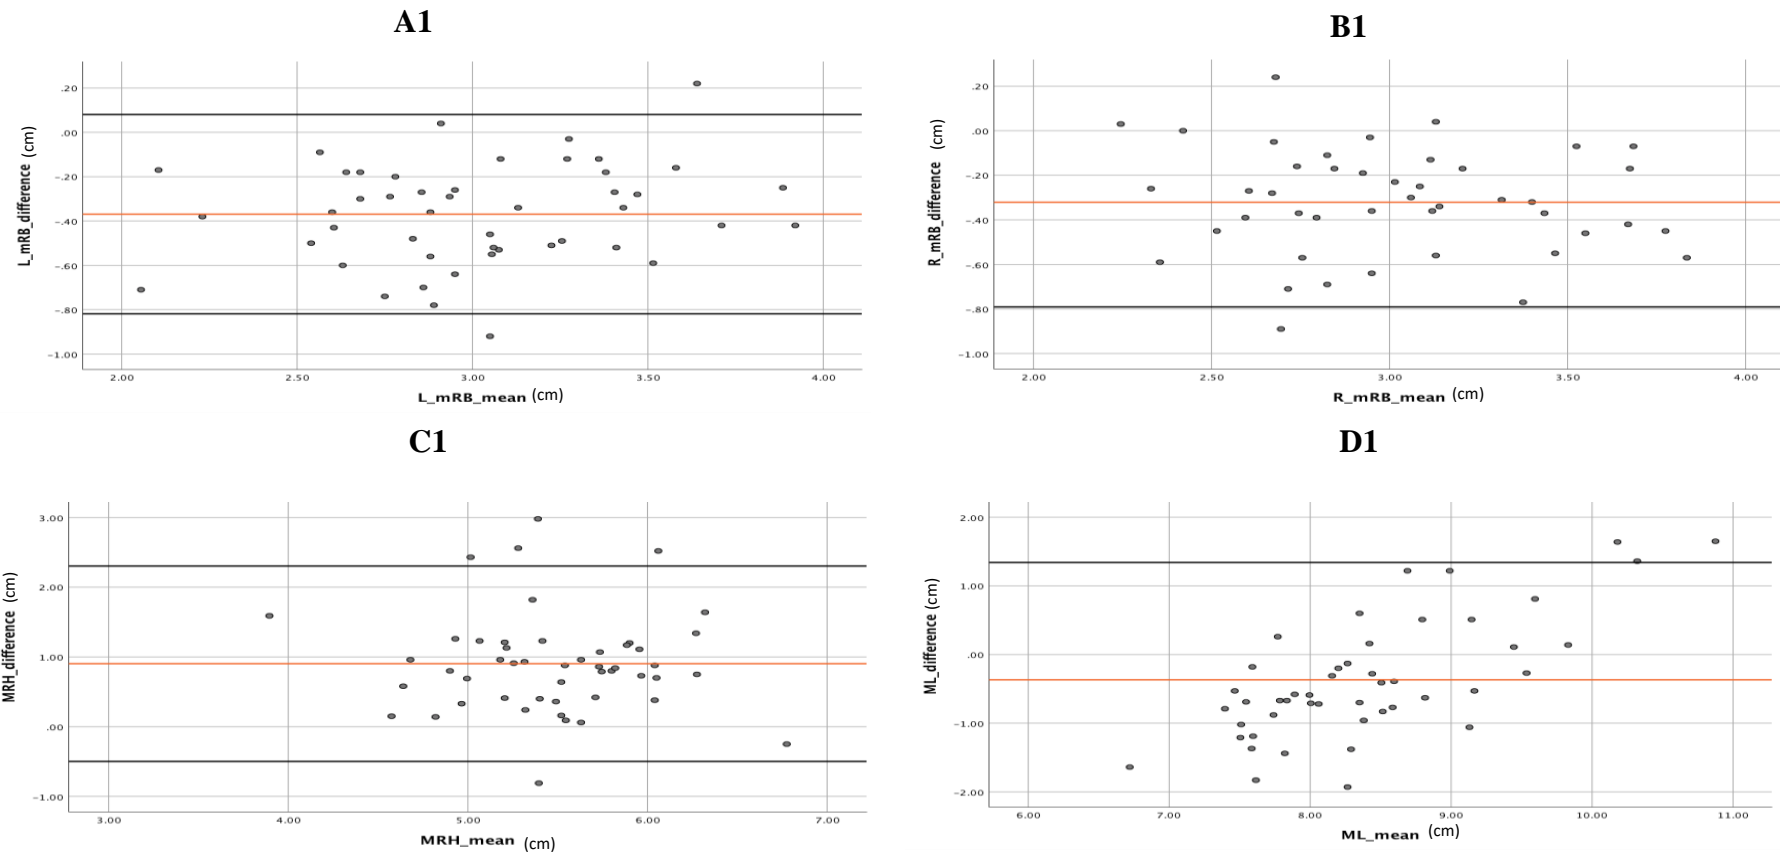 A1
B1
.20
.00
-.20
-.40
-.60
-.80
-1.00
L_mRB_difference (cm)
2.00 2.50 3.00 3.50 4.00
L_mRB_mean (cm)
.20
.00
-.20
-.40
-.60
-.80
-1.00
R_mRB_difference (cm)
2.00 2.50 3.00 3.50 4.00
R_mRB_mean (cm)
C1
D1
3.00
2.00
1.00
.00
-1.00
MRH_difference (cm)
3.00 4.00 5.00 6.00 7.00
MRH_mean (cm)
2.00
1.00
.00
-1.00
-2.00
ML_difference (cm)
6.00 7.00 8.00 9.00 10.00 11.00
ML_mean (cm)